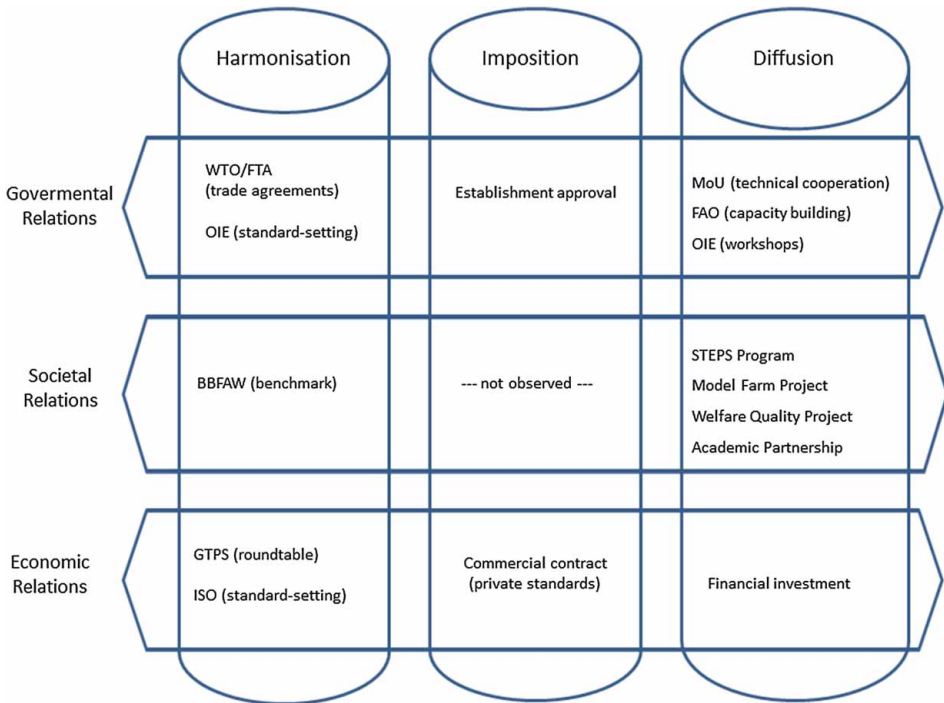 Harmonisation
Imposition
Diffusion
Govermental
Relations
WTO/FTA
(trade agreements)
OIE (standard-setting)
Establishment approval
MoU (technical cooperation)
FAO (capacity building)
OIE (workshops)
Societal
Relations
BBFAW (benchmark)
--- not observed ---
STEPS Program
Model Farm Project
Welfare Quality Project
Academic Partnership
Economic
Relations
GTPS (roundtable)
ISO (standard-setting)
Commercial contract
(private standards)
Financial investment